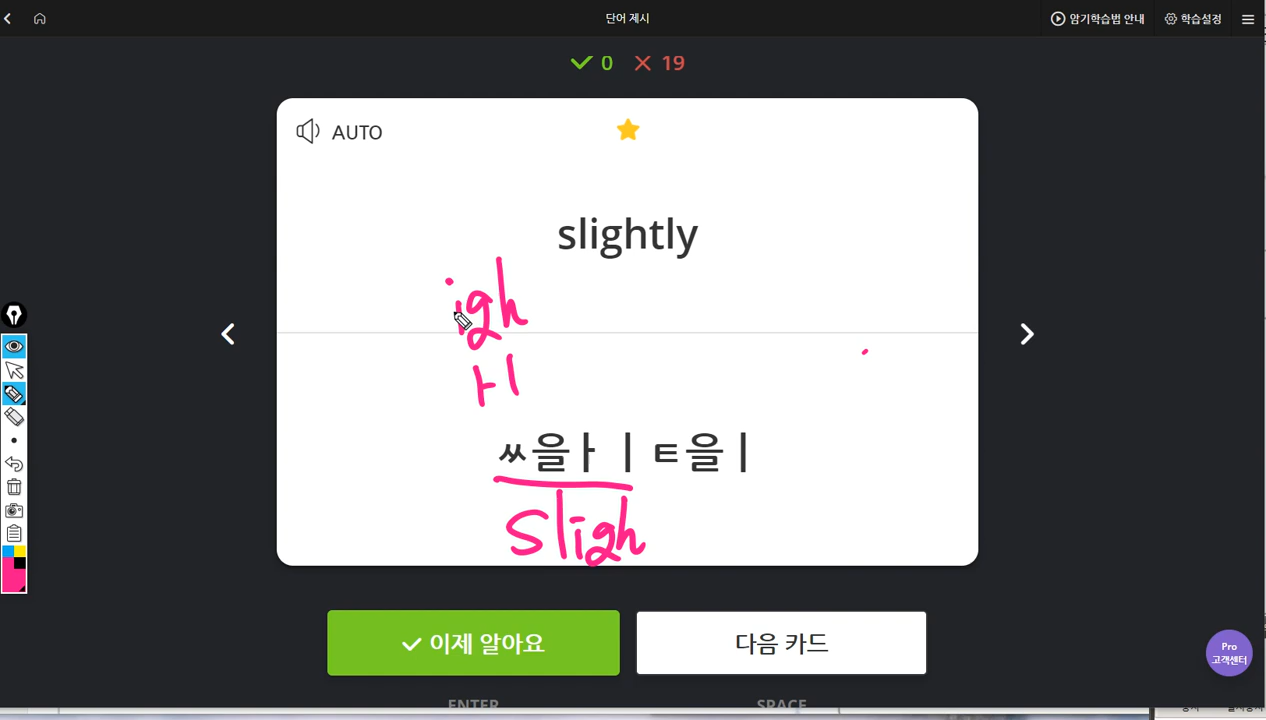 단어 제시
암기학습법 안내
학습설정
0
19
AUTO
slightly
igh
ㅏㅣ
ㅆ을ㅏㅣㅌ을ㅣ
Sligh
이제 알아요
다음 카드
ENTER
SPACE
Pro
고객센터